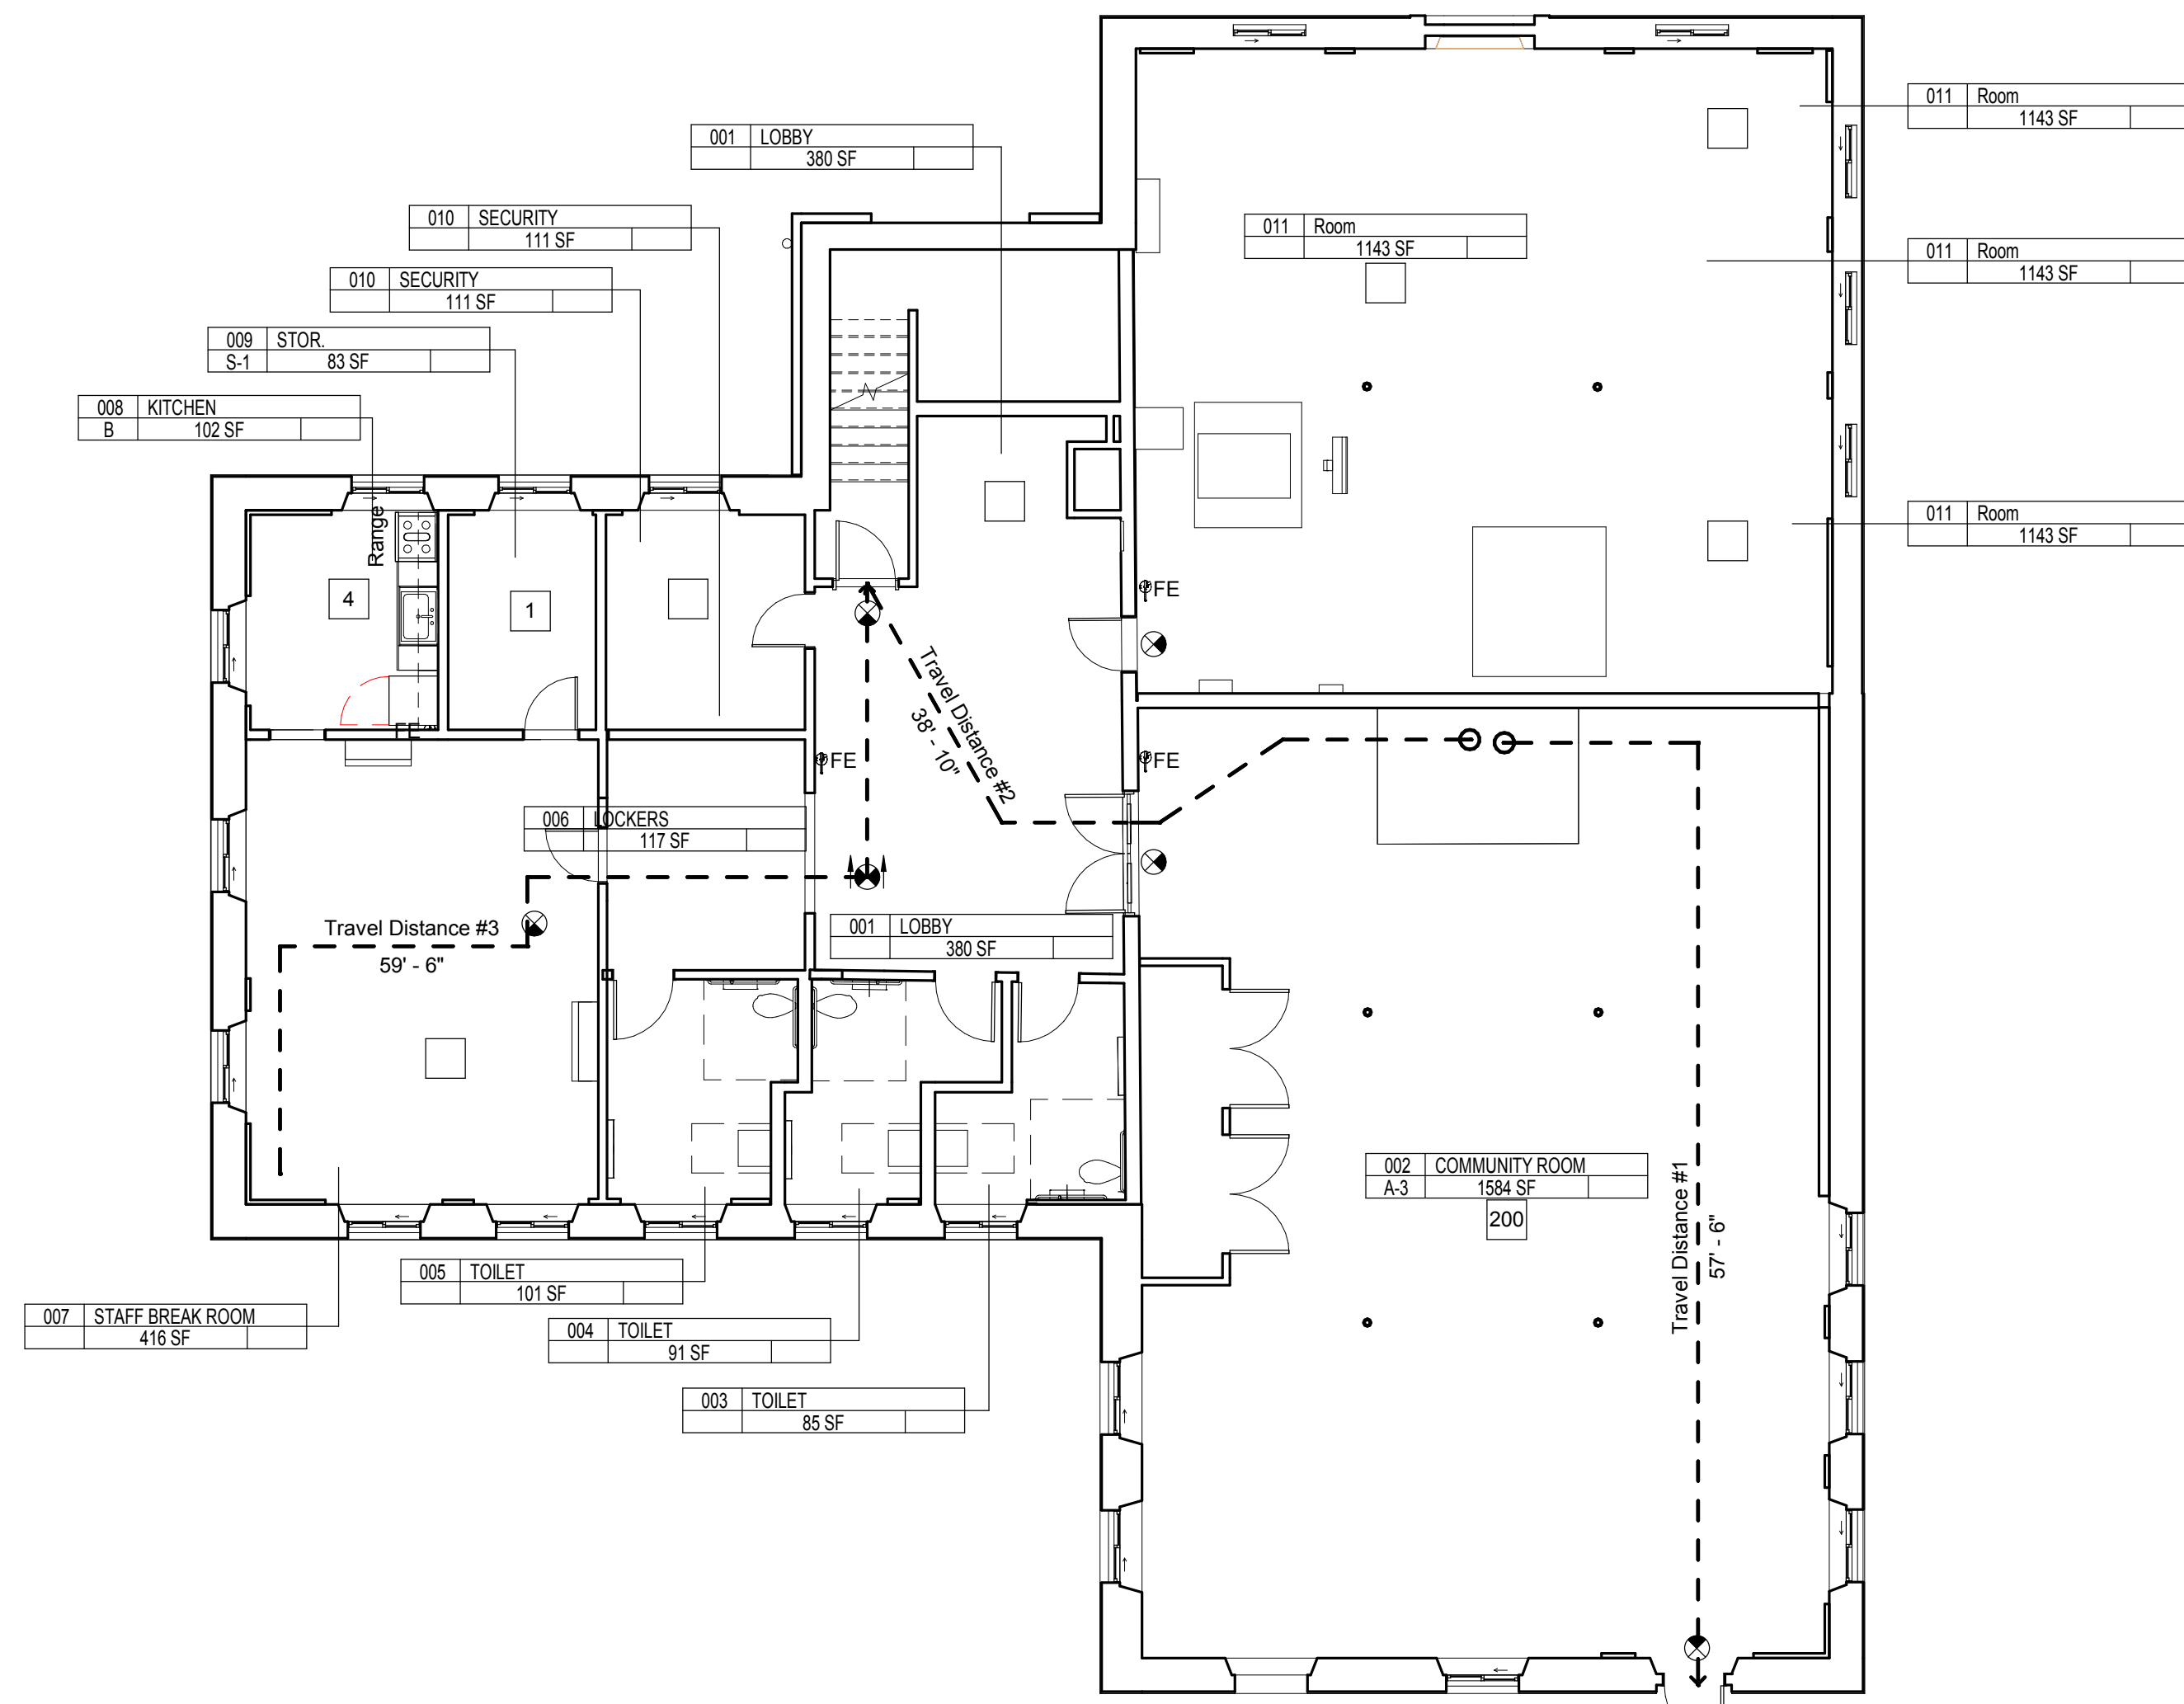 011 Room
1143 SF
001 LOBBY
380 SF
010 SECURITY
111 SF
011 Room
1143 SF
011 Room
1143 SF
010 SECURITY
111 SF
009 STOR.
S-1 83 SF
008 KITCHEN
B 102 SF
011 Room
1143 SF
Range
4
1
FE
Travel Distance #2
38' - 10"
FE
FE
006 LOCKERS
117 SF
Travel Distance #3
59' - 6"
001 LOBBY
380 SF
002 COMMUNITY ROOM
A-3 1584 SF
200
Travel Distance #1
57' - 6"
005 TOILET
101 SF
007 STAFF BREAK ROOM
416 SF
004 TOILET
91 SF
003 TOILET
85 SF